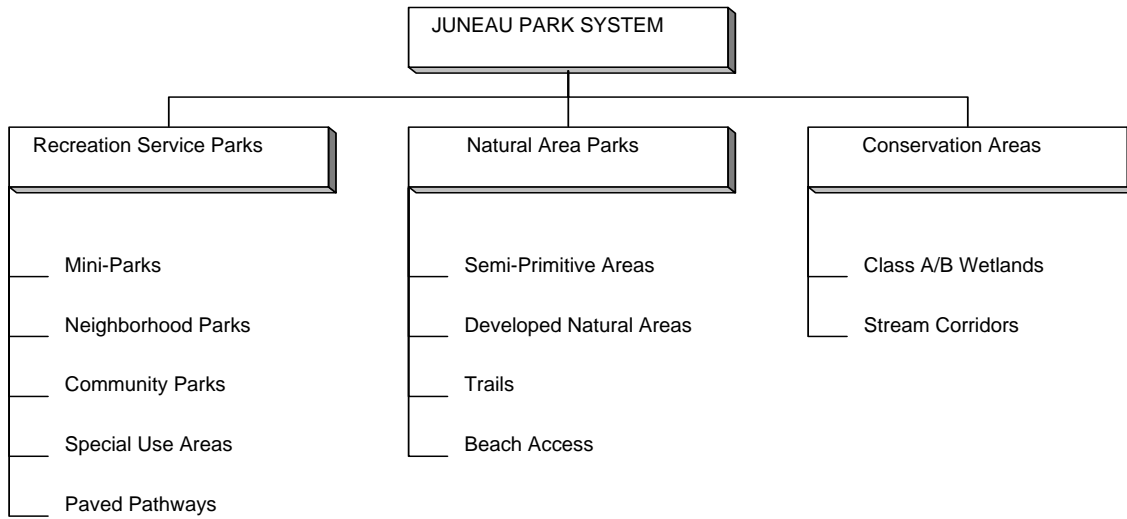 JUNEAU PARK SYSTEM
Recreation Service Parks
Natural Area Parks
Conservation Areas
Mini-Parks
Neighborhood Parks
Community Parks
Special Use Areas
Paved Pathways
Semi-Primitive Areas
Developed Natural Areas
Trails
Beach Access
Class A/B Wetlands
Stream Corridors